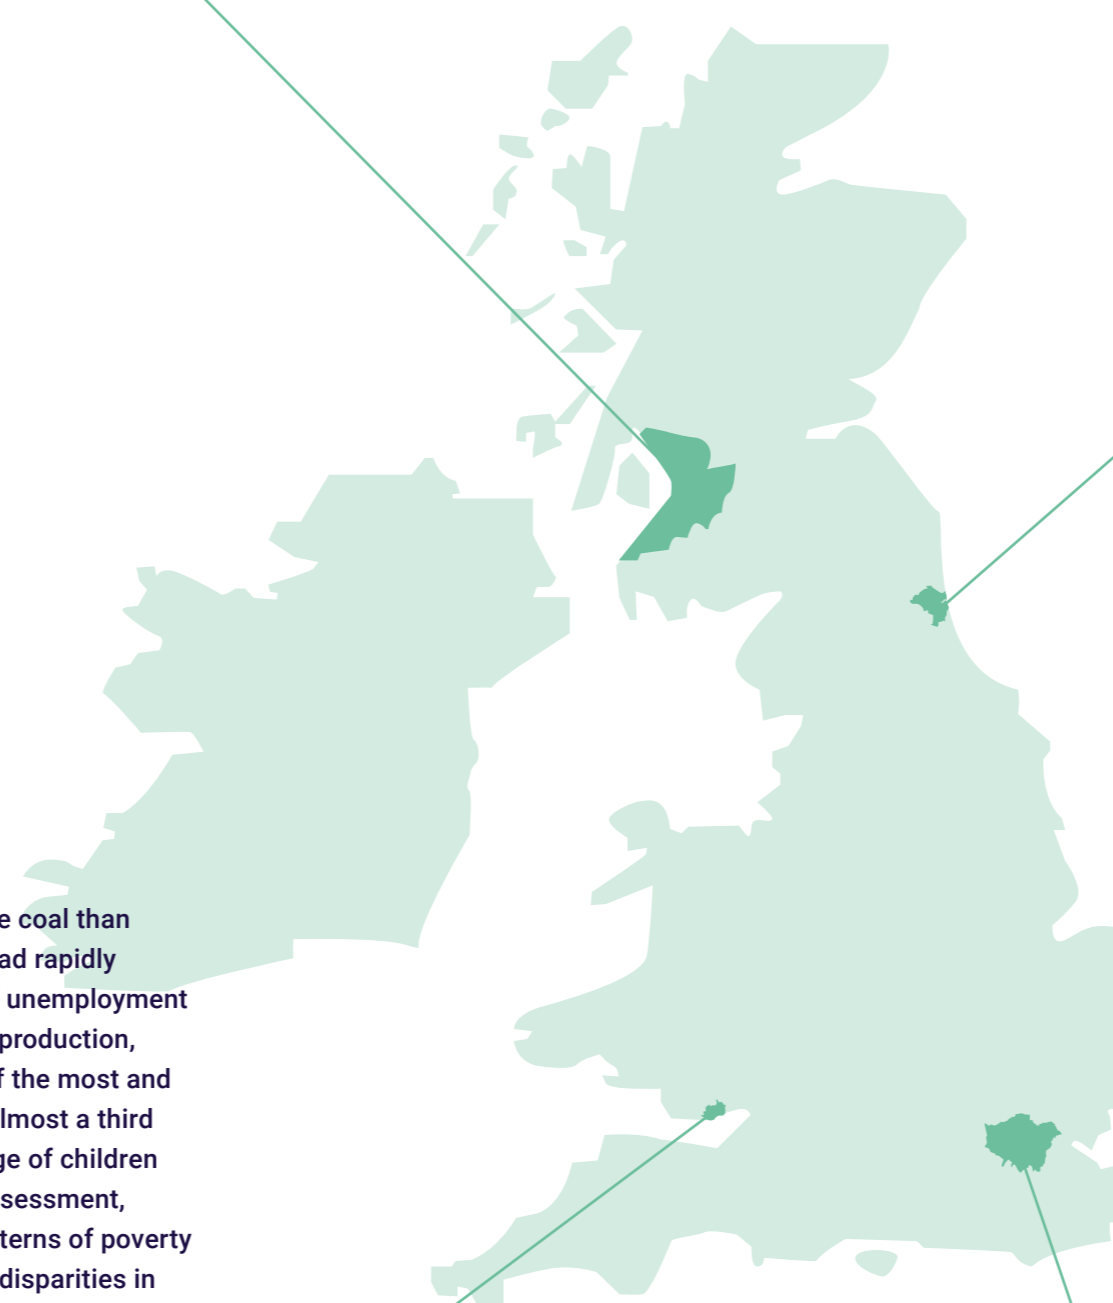 e coal than
ad rapidly
unemployment
production,
f the most and
lmost a third
ge of children
sessment,
terns of poverty
disparities in